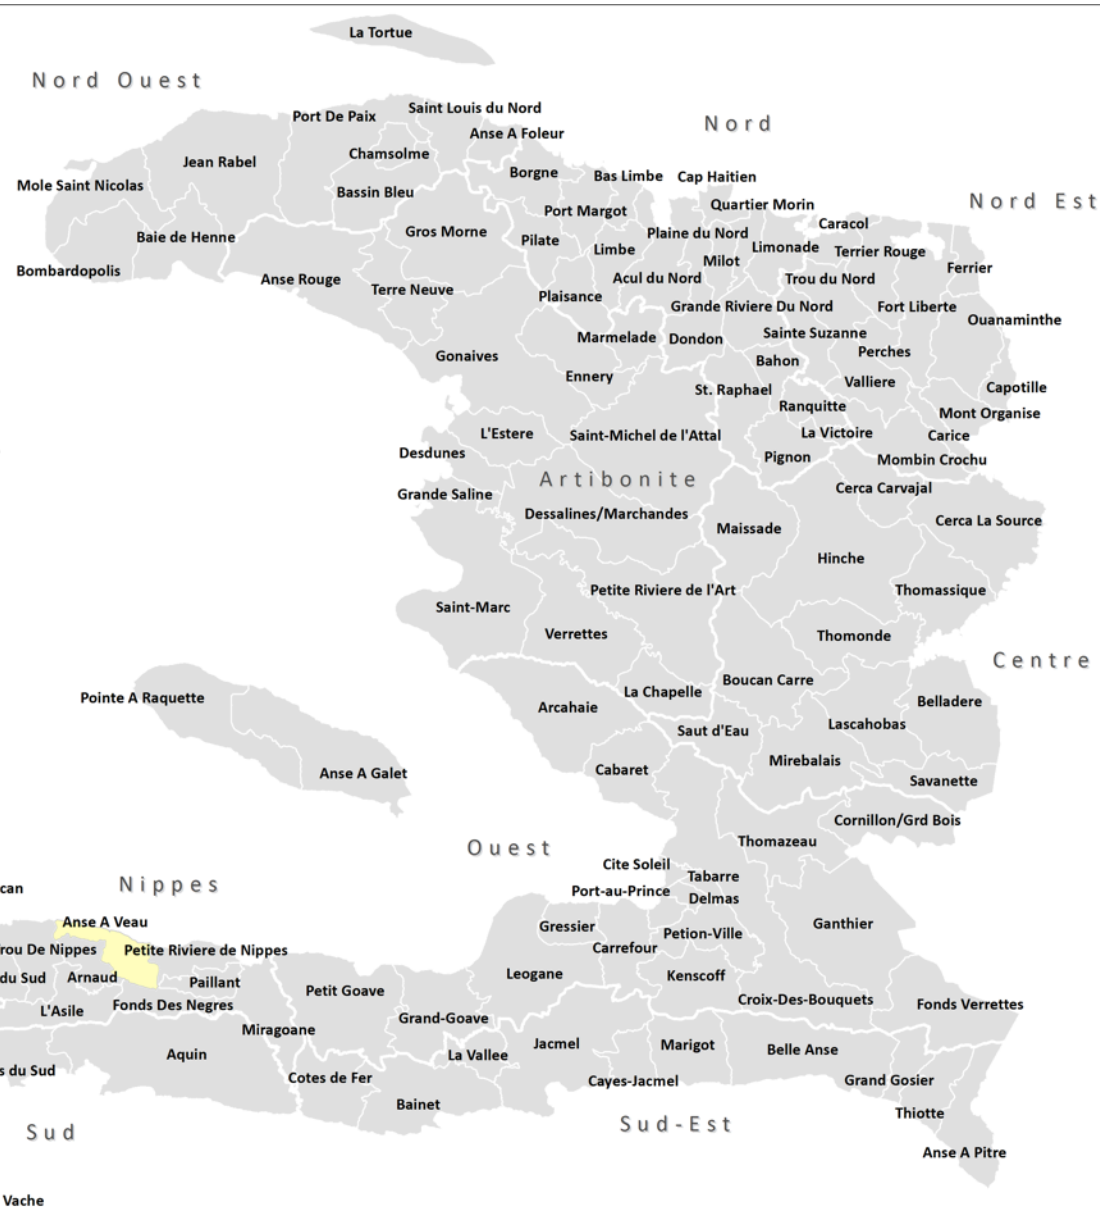 La Tortue
Nord Ouest
Saint Louis du Nord
Port De Paix
Nord
Anse A Foleur
Chamsolme
Jean Rabel
Borgne
Bas Limbe
Cap Haitien
Mole Saint Nicolas
Bassin Bleu
Nord Est
Quartier Morin
Port Margot
Caracol
Gros Morne
Plaine du Nord
Baie de Henne
Pilate
Limbe
Limonade
Terrier Rouge
Milot
Ferrier
Bombardopolis
Anse Rouge
Acul du Nord
Trou du Nord
Terre Neuve
Plaisance
Grande Riviere Du Nord
Fort Liberte
Ouanaminthe
Sainte Suzanne
Marmelade
Dondon
Perches
Gonaives
Bahon
Ennery
Valliere
St. Raphael
Capotille
Ranquitte
Mont Organise
L'Estere
Saint-Michel de l'Attal
La Victoire
Carice
Desdunes
Pignon
Mombin Crochu
Artibonite
Cerca Carvajal
Grande Saline
Dessalines/Marchandes
Cerca La Source
Maissade
Hinche
Petite Riviere de l'Art
Thomassique
Saint-Marc
Verrettes
Thomonde
Centre
Boucan Carre
La Chapelle
Pointe A Raquette
Belladere
Arcahaie
Lascahobas
Saut d'Eau
Mirebalais
Cabaret
Anse A Galet
Savanette
Cornillon/Grd Bois
Thomazeau
Ouest
Cite Soleil
Tabarre
Nippes
can
Port-au-Prince
Delmas
Anse A Veau
Gressier
Ganthier
Petion-Ville
rou De Nippes
Petite Riviere de Nippes
Carrefour
Leogane
Kenscoff
du Sud
Arnaud
Paillant
Petit Goave
Croix-Des-Bouquets
Fonds Verrettes
L'Asile
Fonds Des Negres
Grand-Goave
Miragoane
Jacmel
Marigot
Belle Anse
Aquin
La Vallee
s du Sud
Cotes de Fer
Cayes-Jacmel
Grand Gosier
Bainet
Thiotte
Sud-Est
Sud
Anse A Pitre
Vache